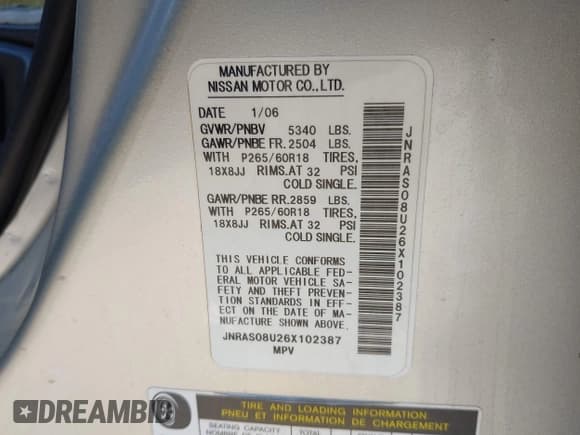 MANUFACTURED BY
NISSAN MOTOR CO., LTD.
DATE 1/06
GVWR/PNBV 5340 LBS.
GAWR/PNBE FR. 2504 LBS.
WITH P265/60R18 TIRES,
18X8JJ RIMS. AT 32 PSI
COLD SINGLE.
GAWR/PNBE RR. 2859 LBS.
WITH P265/60R18 TIRES,
18X8JJ RIMS. AT 32 PSI
COLD SINGLE.
THIS VEHICLE CONFORMS
TO ALL APPLICABLE FED-
ERAL MOTOR VEHICLE SA-
FETY AND THEFT PREVEN-
TION STANDARDS IN EFF-
ECT ON THE DATE OF MA-
NUFACTURE SHOWN ABOVE.
JNRAS08U26X102387
MPV
JNRAS08U26X102387
TIRE AND LOADING INFORMATION
PNEU ET INFORMATION DE CHARGEMENT
SEATING CAPACITY
TOTAL
DREAMBID